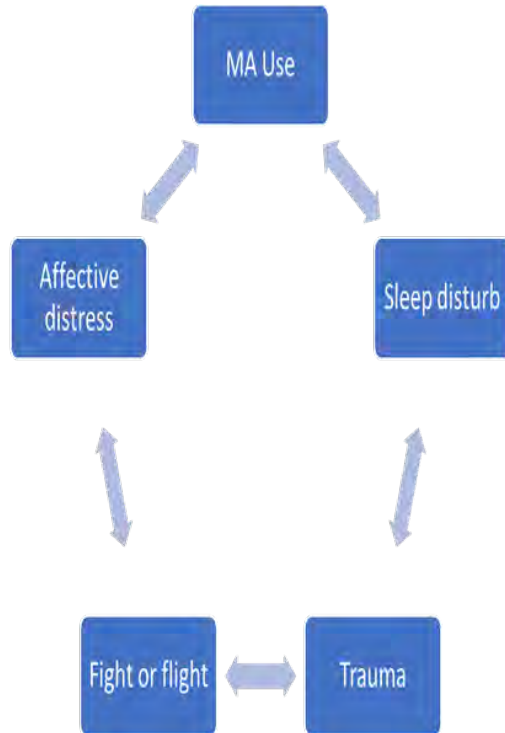 MA Use
Affective
distress
Sleep disturb
Fight or flight
Trauma